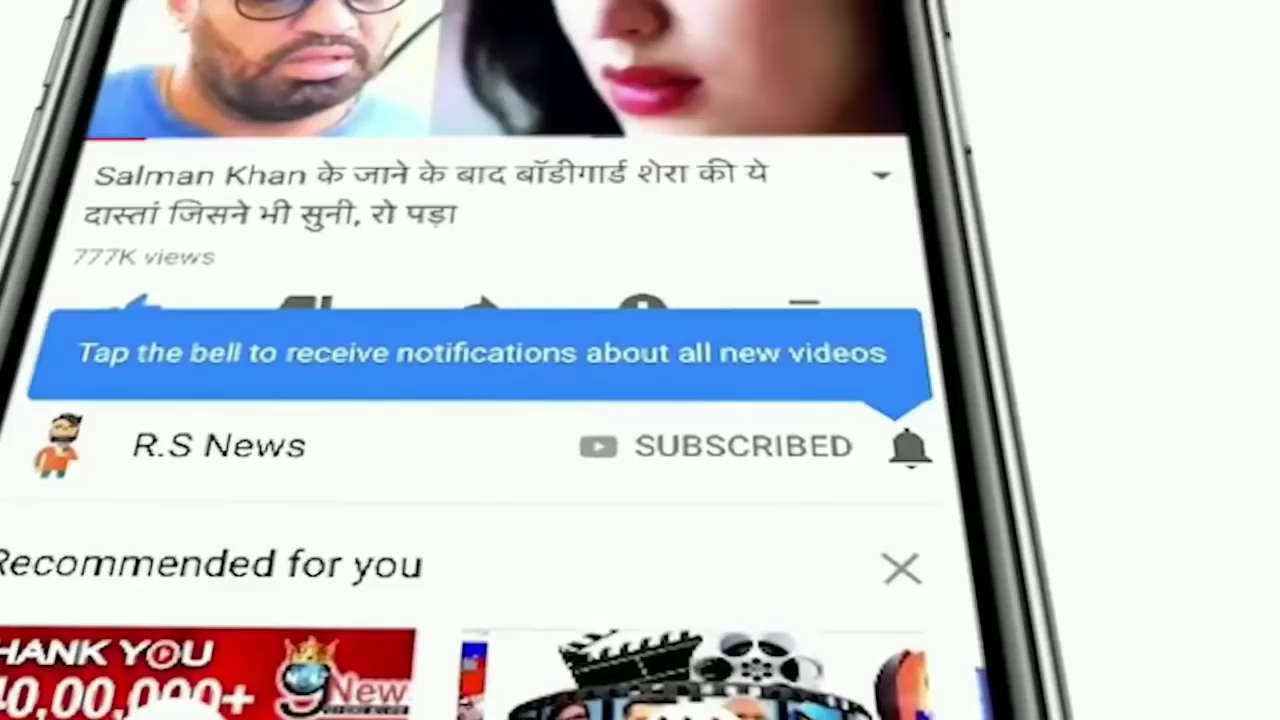 Salman Khan के जाने के बाद बॉडीगार्ड शेरा की ये
दास्तां जिसने भी सुनी, रो पड़ा
777K views
Tap the bell to receive notifications about all new videos
R.S News
SUBSCRIBED
Recommended for you
HANK YOU
40,00,000+
9 New